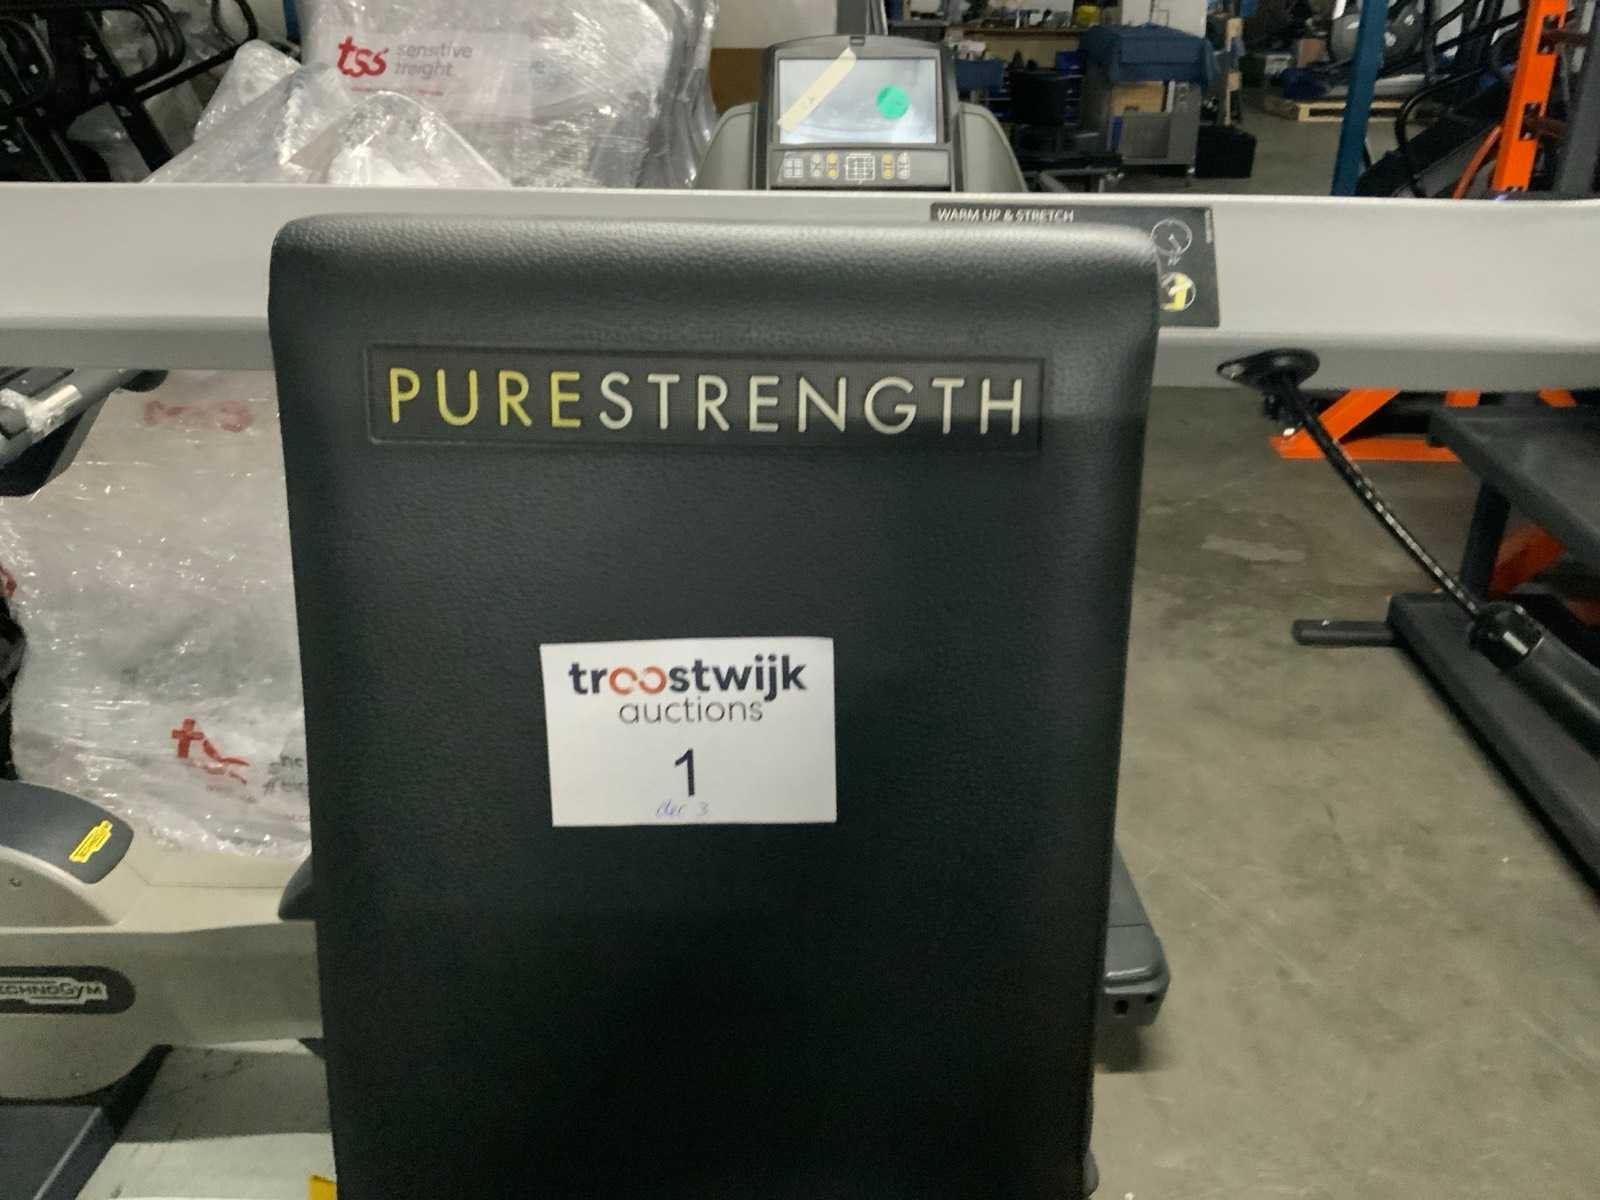 tss sensitive
freight
WARM UP & STRETCH
PURESTRENGTH
troostwijk
auctions
1
TECHNOGYM